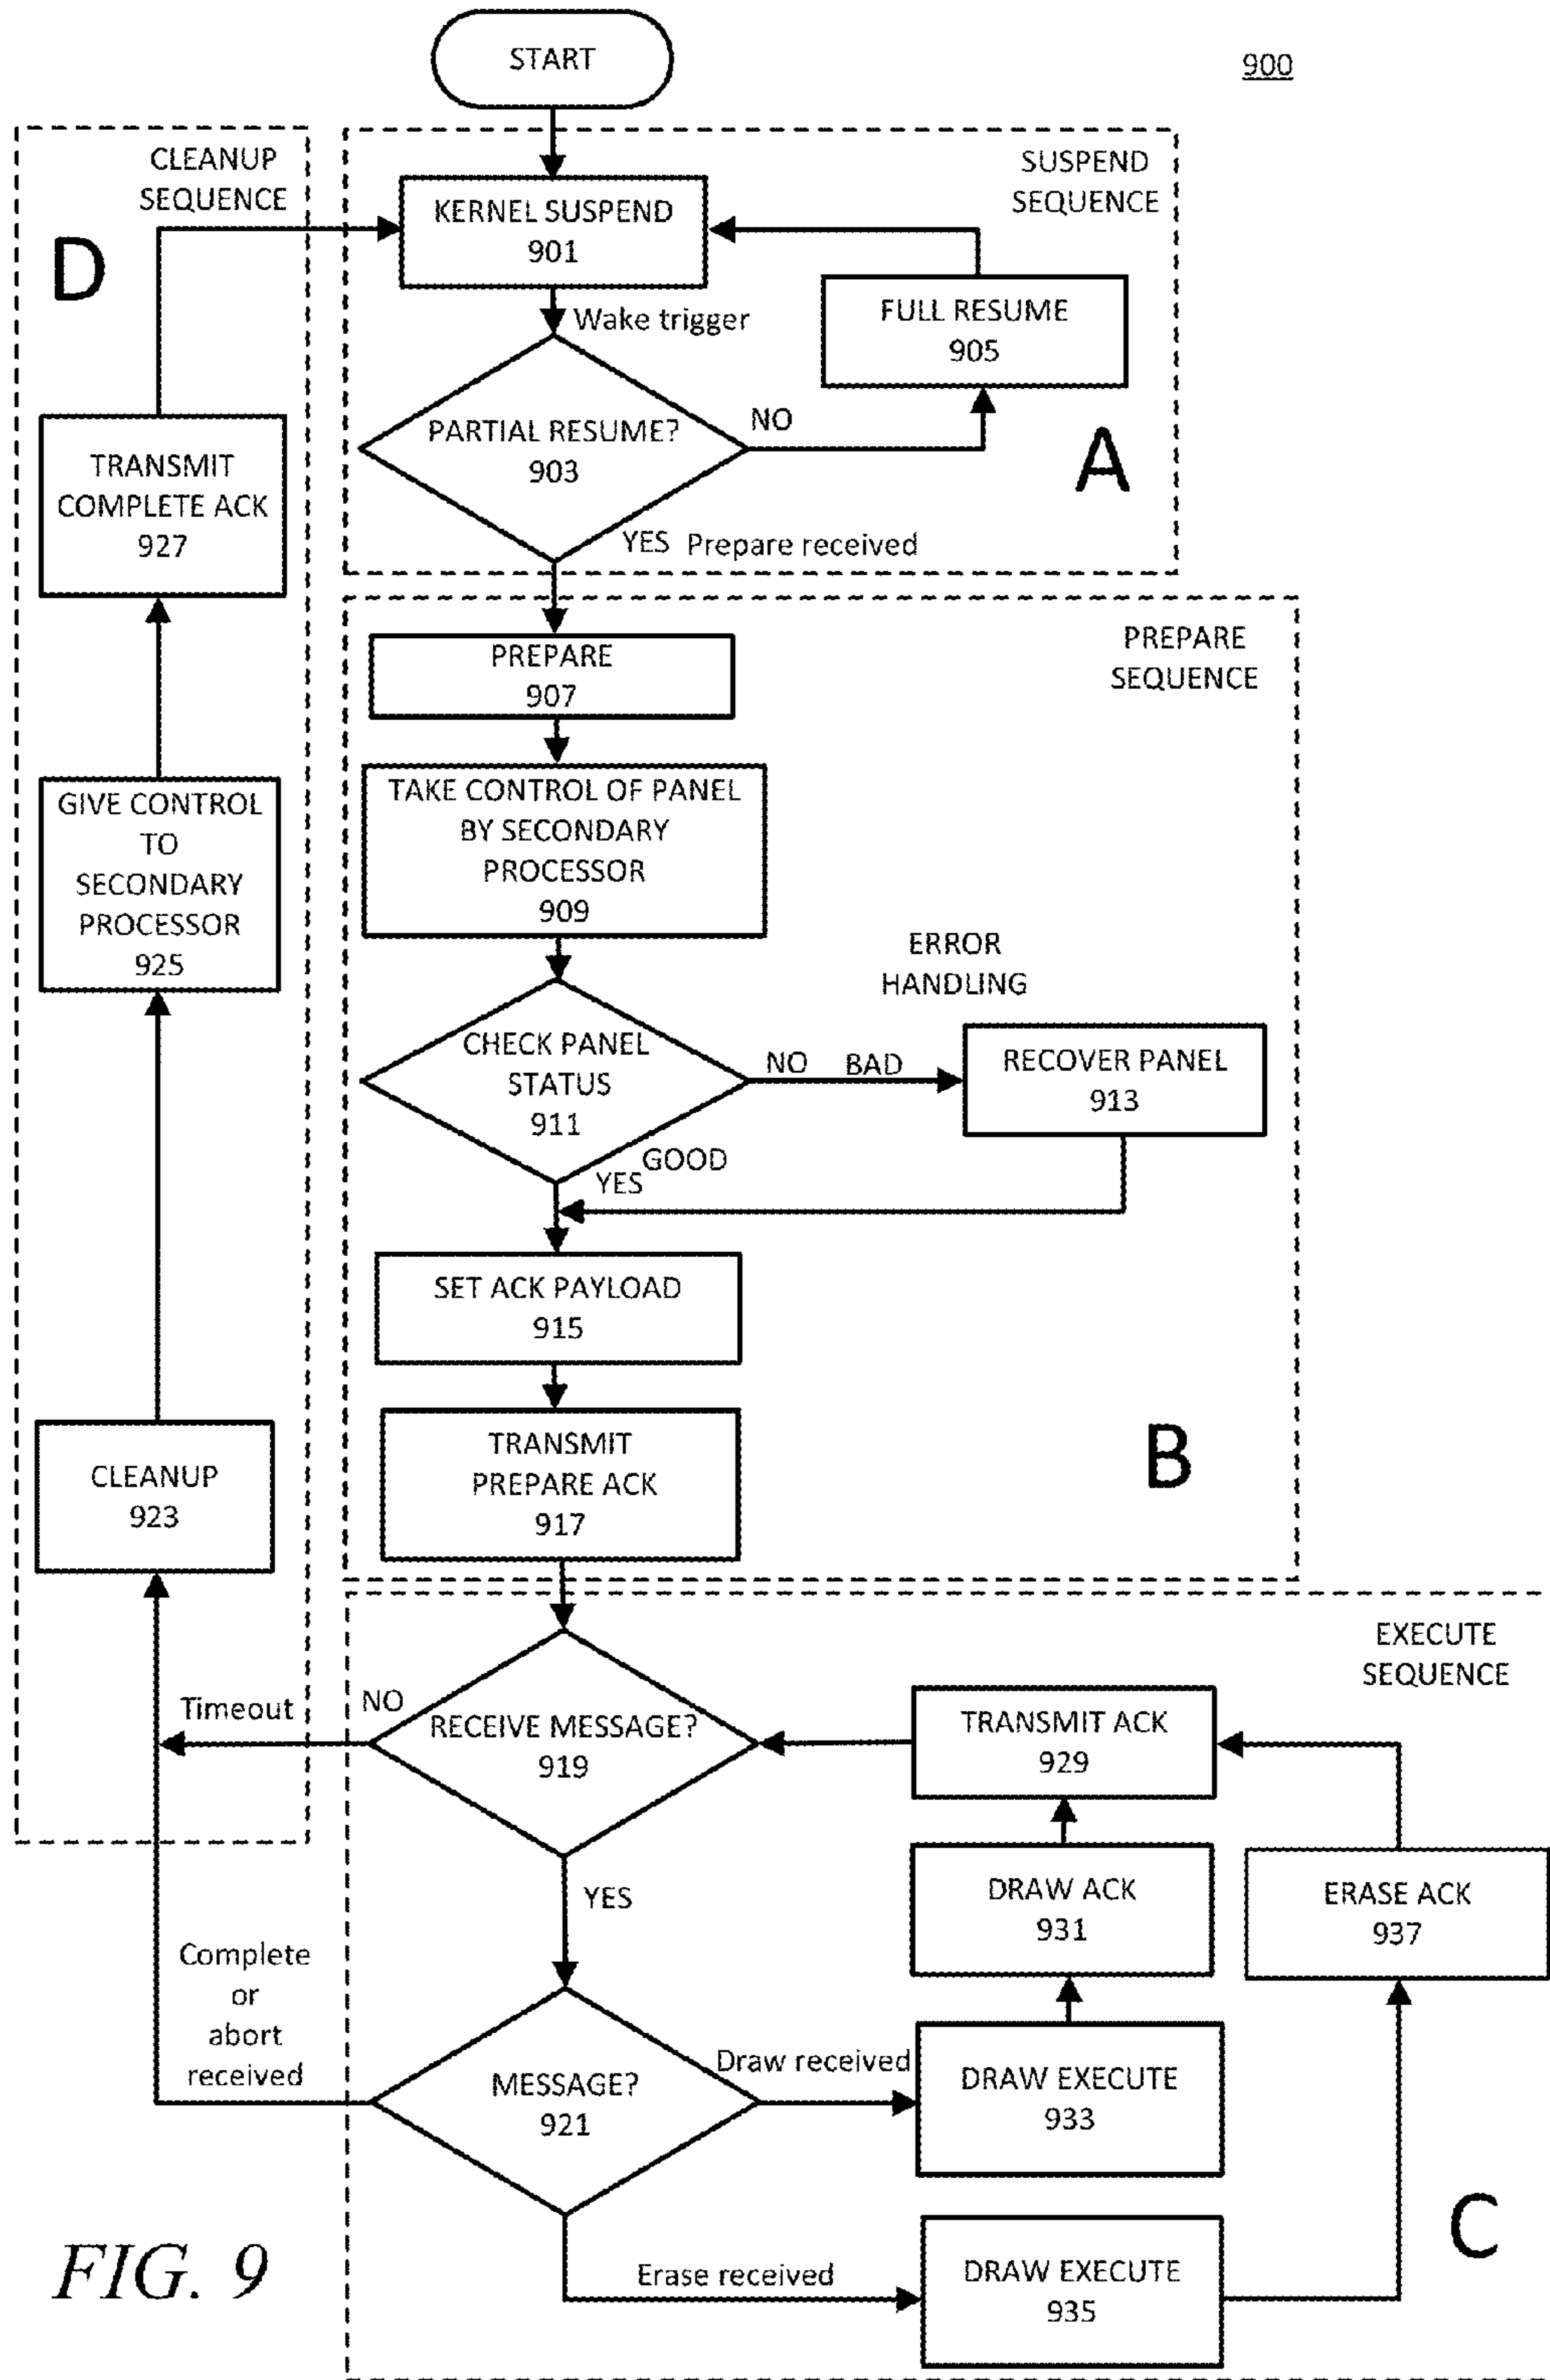 START
900
CLEANUP
SEQUENCE
D
SUSPEND
SEQUENCE
KERNEL SUSPEND
901
Wake trigger
FULL RESUME
905
PARTIAL RESUME?
903
NO
A
YES Prepare received
TRANSMIT
COMPLETE ACK
927
PREPARE
SEQUENCE
PREPARE
907
TAKE CONTROL OF PANEL
BY SECONDARY
PROCESSOR
909
GIVE CONTROL
TO
SECONDARY
PROCESSOR
925
ERROR
HANDLING
CHECK PANEL
STATUS
911
NO BAD
RECOVER PANEL
913
GOOD
YES
SET ACK PAYLOAD
915
TRANSMIT
PREPARE ACK
917
B
CLEANUP
923
EXECUTE
SEQUENCE
Timeout
NO
RECEIVE MESSAGE?
919
TRANSMIT ACK
929
YES
DRAW ACK
931
ERASE ACK
937
Complete
or
abort
received
MESSAGE?
921
Draw received
DRAW EXECUTE
933
C
Erase received
DRAW EXECUTE
935
FIG. 9